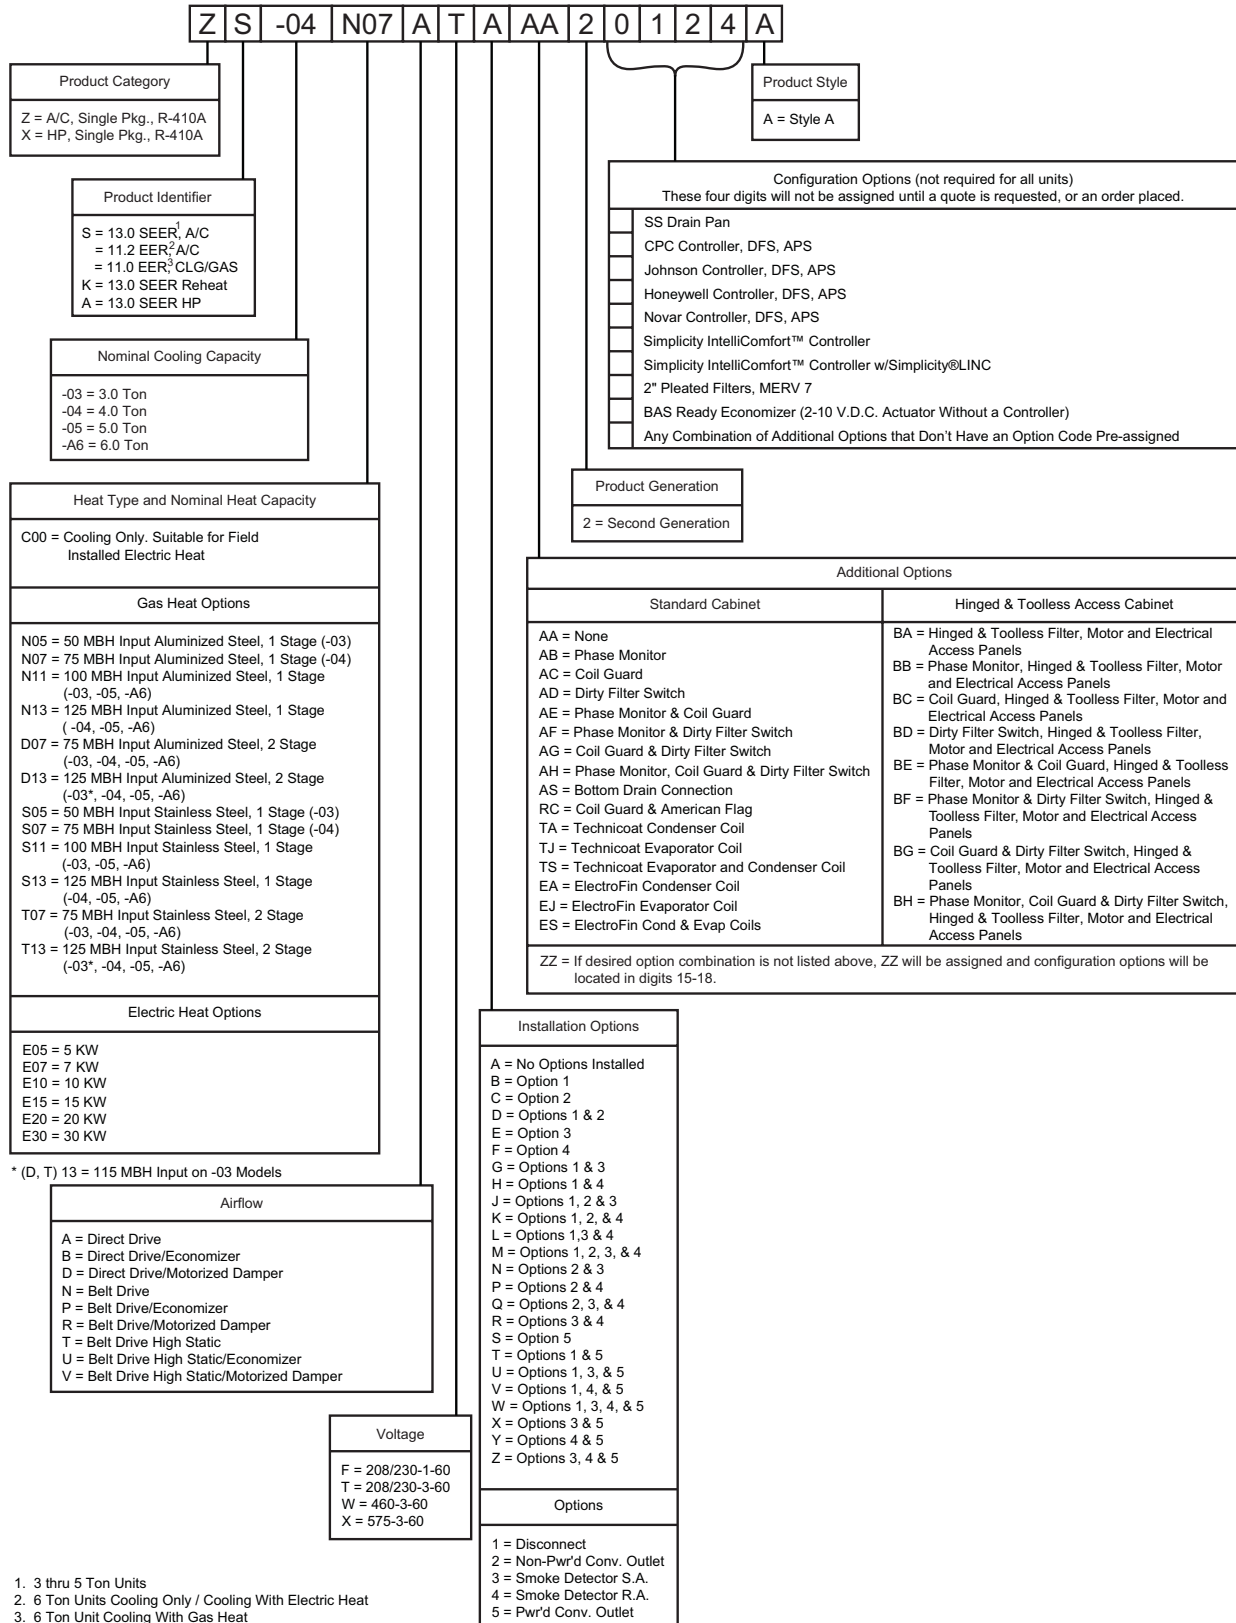 Z S -04 N07 A T A AA 2 0 1 2 4 A
Product Category
Z = A/C, Single Pkg., R-410A
X = HP, Single Pkg., R-410A
Product Style
A = Style A
Product Identifier
S = 13.0 SEER,1 A/C
= 11.2 EER,2 A/C
= 11.0 EER,3 CLG/GAS
K = 13.0 SEER Reheat
A = 13.0 SEER HP
Configuration Options (not required for all units)
These four digits will not be assigned until a quote is requested, or an order placed.
SS Drain Pan
CPC Controller, DFS, APS
Johnson Controller, DFS, APS
Honeywell Controller, DFS, APS
Novar Controller, DFS, APS
Simplicity IntelliComfort™ Controller
Simplicity IntelliComfort™ Controller w/Simplicity®LINC
2" Pleated Filters, MERV 7
BAS Ready Economizer (2-10 V.D.C. Actuator Without a Controller)
Any Combination of Additional Options that Don't Have an Option Code Pre-assigned
Nominal Cooling Capacity
-03 = 3.0 Ton
-04 = 4.0 Ton
-05 = 5.0 Ton
-A6 = 6.0 Ton
Product Generation
2 = Second Generation
Heat Type and Nominal Heat Capacity
C00 = Cooling Only. Suitable for Field
Installed Electric Heat
Gas Heat Options
N05 = 50 MBH Input Aluminized Steel, 1 Stage (-03)
N07 = 75 MBH Input Aluminized Steel, 1 Stage (-04)
N11 = 100 MBH Input Aluminized Steel, 1 Stage
(-03, -05, -A6)
N13 = 125 MBH Input Aluminized Steel, 1 Stage
( -04, -05, -A6)
D07 = 75 MBH Input Aluminized Steel, 2 Stage
(-03, -04, -05, -A6)
D13 = 125 MBH Input Aluminized Steel, 2 Stage
(-03*, -04, -05, -A6)
S05 = 50 MBH Input Stainless Steel, 1 Stage (-03)
S07 = 75 MBH Input Stainless Steel, 1 Stage (-04)
S11 = 100 MBH Input Stainless Steel, 1 Stage
(-03, -05, -A6)
S13 = 125 MBH Input Stainless Steel, 1 Stage
(-04, -05, -A6)
T07 = 75 MBH Input Stainless Steel, 2 Stage
(-03, -04, -05, -A6)
T13 = 125 MBH Input Stainless Steel, 2 Stage
(-03*, -04, -05, -A6)
Electric Heat Options
E05 = 5 KW
E07 = 7 KW
E10 = 10 KW
E15 = 15 KW
E20 = 20 KW
E30 = 30 KW
* (D, T) 13 = 115 MBH Input on -03 Models
Additional Options
Standard Cabinet
AA = None
AB = Phase Monitor
AC = Coil Guard
AD = Dirty Filter Switch
AE = Phase Monitor & Coil Guard
AF = Phase Monitor & Dirty Filter Switch
AG = Coil Guard & Dirty Filter Switch
AH = Phase Monitor, Coil Guard & Dirty Filter Switch
AS = Bottom Drain Connection
RC = Coil Guard & American Flag
TA = Technicoat Condenser Coil
TJ = Technicoat Evaporator Coil
TS = Technicoat Evaporator and Condenser Coil
EA = ElectroFin Condenser Coil
EJ = ElectroFin Evaporator Coil
ES = ElectroFin Cond & Evap Coils
Hinged & Toolless Access Cabinet
BA = Hinged & Toolless Filter, Motor and Electrical
Access Panels
BB = Phase Monitor, Hinged & Toolless Filter, Motor
and Electrical Access Panels
BC = Coil Guard, Hinged & Toolless Filter, Motor and
Electrical Access Panels
BD = Dirty Filter Switch, Hinged & Toolless Filter,
Motor and Electrical Access Panels
BE = Phase Monitor & Coil Guard, Hinged & Toolless
Filter, Motor and Electrical Access Panels
BF = Phase Monitor & Dirty Filter Switch, Hinged &
Toolless Filter, Motor and Electrical Access
Panels
BG = Coil Guard & Dirty Filter Switch, Hinged &
Toolless Filter, Motor and Electrical Access
Panels
BH = Phase Monitor, Coil Guard & Dirty Filter Switch,
Hinged & Toolless Filter, Motor and Electrical
Access Panels
ZZ = If desired option combination is not listed above, ZZ will be assigned and configuration options will be
located in digits 15-18.
Airflow
A = Direct Drive
B = Direct Drive/Economizer
D = Direct Drive/Motorized Damper
N = Belt Drive
P = Belt Drive/Economizer
R = Belt Drive/Motorized Damper
T = Belt Drive High Static
U = Belt Drive High Static/Economizer
V = Belt Drive High Static/Motorized Damper
Voltage
F = 208/230-1-60
T = 208/230-3-60
W = 460-3-60
X = 575-3-60
Installation Options
A = No Options Installed
B = Option 1
C = Option 2
D = Options 1 & 2
E = Option 3
F = Option 4
G = Options 1 & 3
H = Options 1 & 4
J = Options 1, 2 & 3
K = Options 1, 2, & 4
L = Options 1,3 & 4
M = Options 1, 2, 3, & 4
N = Options 2 & 3
P = Options 2 & 4
Q = Options 2, 3, & 4
R = Options 3 & 4
S = Option 5
T = Options 1 & 5
U = Options 1, 3, & 5
V = Options 1, 4, & 5
W = Options 1, 3, 4, & 5
X = Options 3 & 5
Y = Options 4 & 5
Z = Options 3, 4 & 5
Options
1 = Disconnect
2 = Non-Pwr'd Conv. Outlet
3 = Smoke Detector S.A.
4 = Smoke Detector R.A.
5 = Pwr'd Conv. Outlet
1. 3 thru 5 Ton Units
2. 6 Ton Units Cooling Only / Cooling With Electric Heat
3. 6 Ton Unit Cooling With Gas Heat